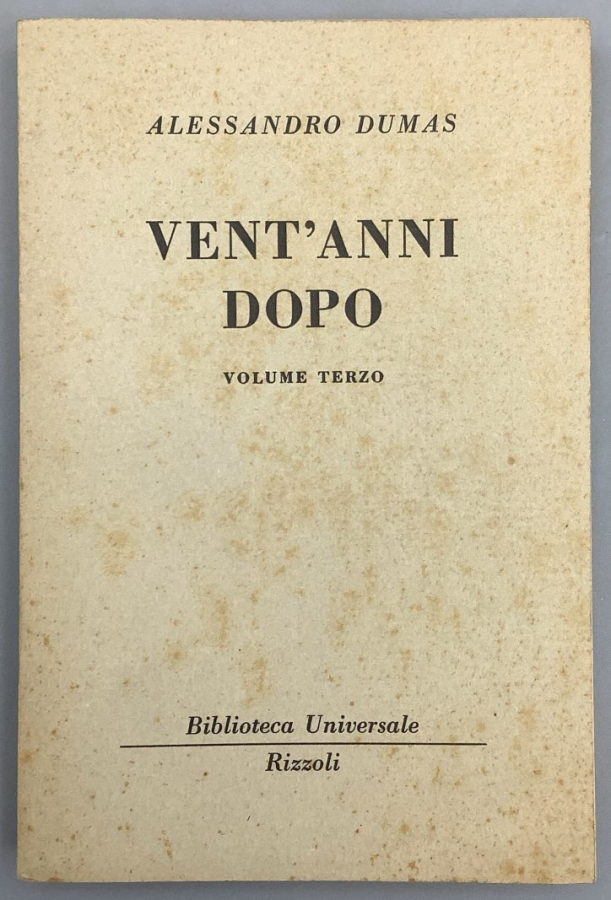 ALESSANDRO DUMAS
VENT'ANNI
DOPO
VOLUME TERZO
Biblioteca Universale
Rizzoli